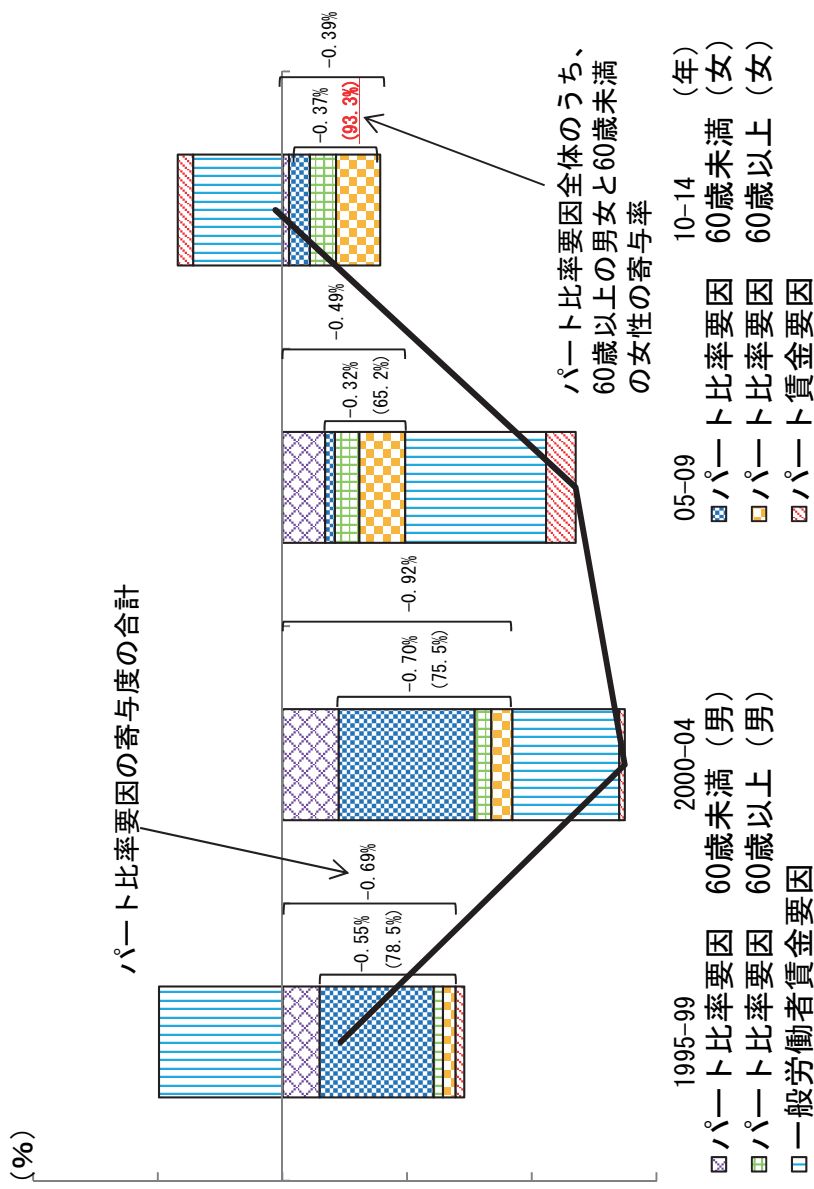 (％)
パート比率要因の寄与度の合計
-0.69%
-0.55%
(78.5%)
-0.92%
-0.70%
(75.5%)
-0.49%
-0.32%
(65.2%)
-0.39%
-0.37%
(93.3%)
パート比率要因全体のうち、
60歳以上の男女と60歳未満
の女性の寄与率
1995-99 2000-04 05-09 10-14 (年)
パート比率要因 60歳未満（男） パート比率要因 60歳未満（女）
パート比率要因 60歳以上（男） パート比率要因 60歳以上（女）
一般労働者賃金要因 パート賃金要因